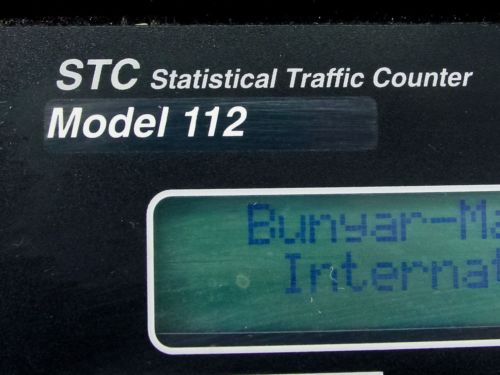 STC Statistical Traffic Counter
Model 112
Bunyar-Ma
Internat